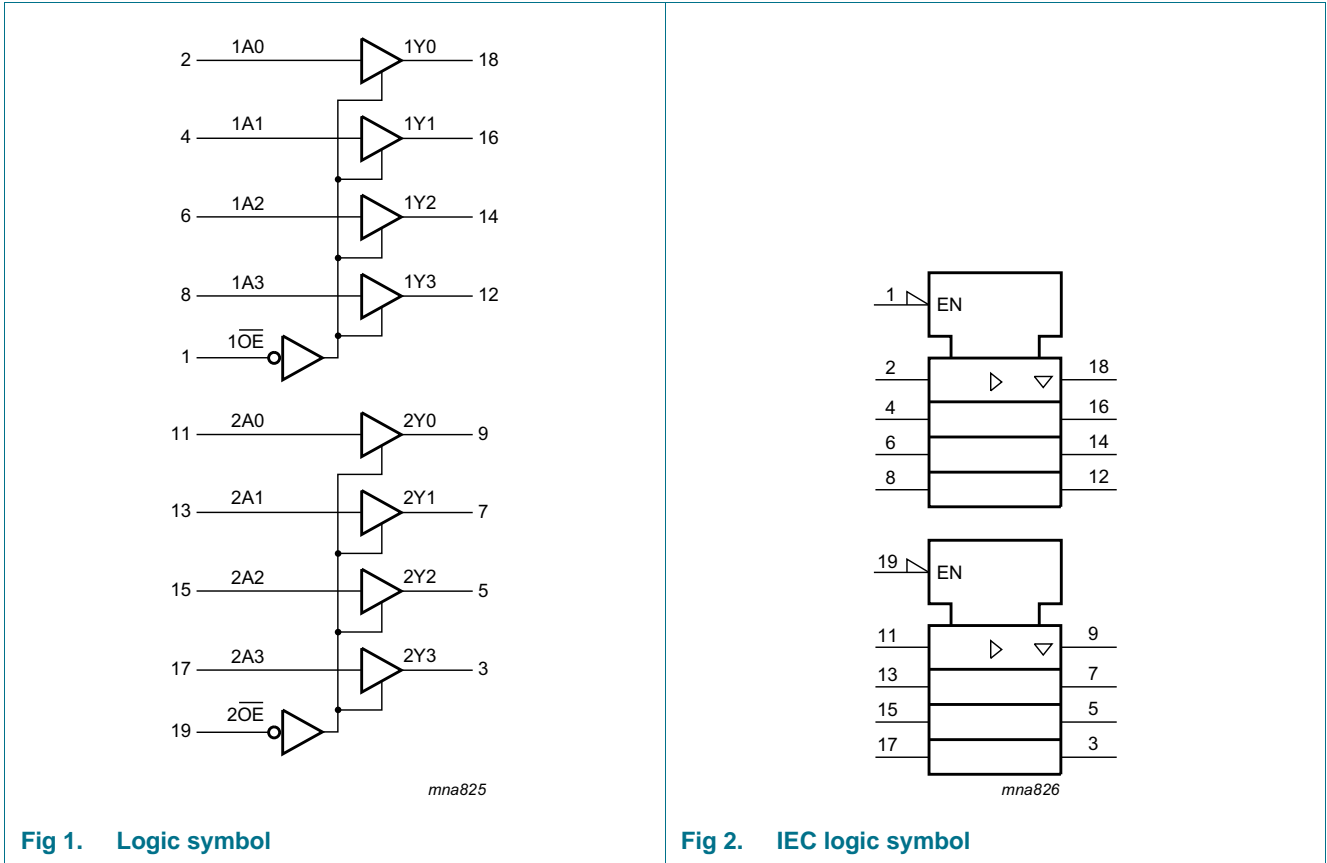 1A0
1Y0
2
18
1A1
1Y1
4
16
1A2
1Y2
6
14
1A3
1Y3
8
12
1O̅E̅
1
2A0
2Y0
11
9
2A1
2Y1
13
7
2A2
2Y2
15
5
2A3
2Y3
17
3
2O̅E̅
19
mna825
Fig 1. Logic symbol
1
EN
2
18
4
16
6
14
8
12
19
EN
11
9
13
7
15
5
17
3
mna826
Fig 2. IEC logic symbol